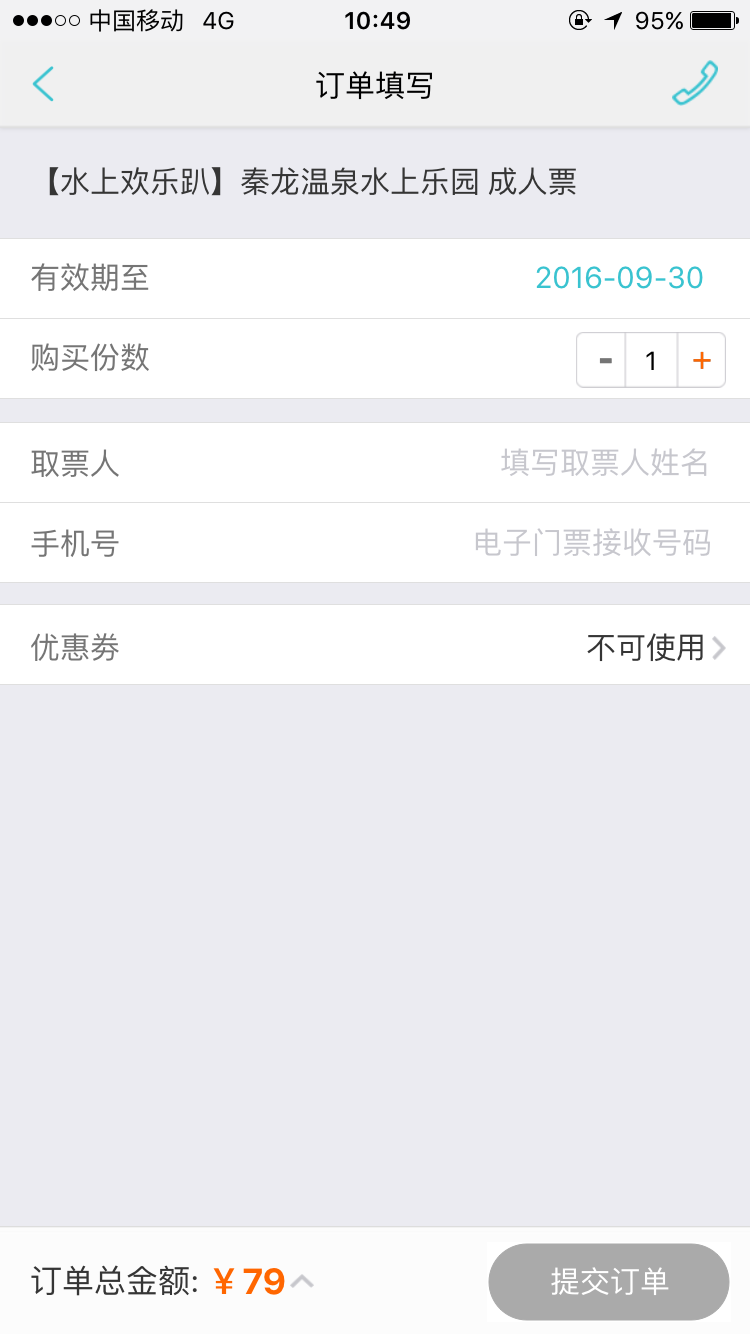 中国移动 4G 10:49 95%
订单填写
【水上欢乐趴】秦龙温泉水上乐园 成人票
有效期至 2016-09-30
购买份数 - 1 +
取票人 填写取票人姓名
手机号 电子门票接收号码
优惠券 不可使用
订单总金额: ¥ 79 提交订单